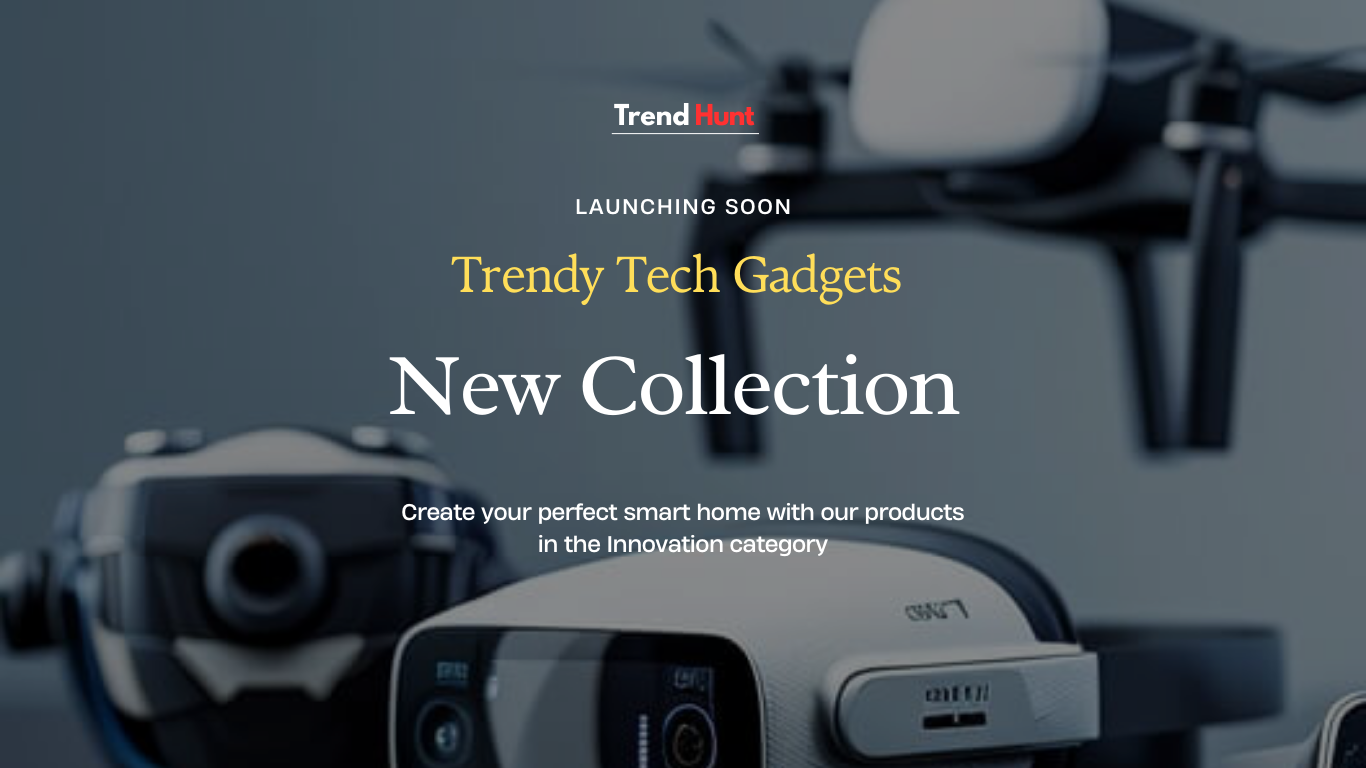 Trend Hunt
LAUNCHING SOON
Trendy Tech Gadgets
New Collection
Create your perfect smart home with our products
in the Innovation category